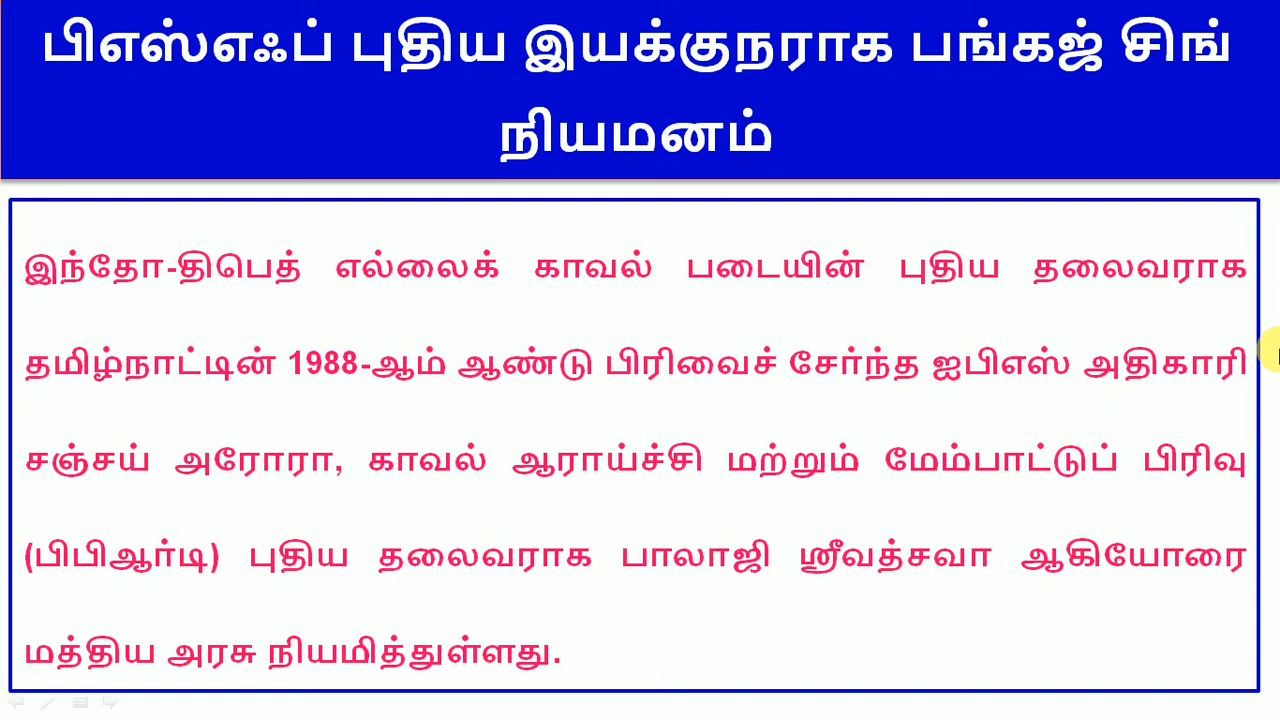 பிஎஸ்எஃப் புதிய இயக்குநராக பங்கஜ் சிங்
நியமனம்
இந்தோ-திபெத் எல்லைக் காவல் படையின் புதிய தலைவராக
தமிழ்நாட்டின் 1988-ஆம் ஆண்டு பிரிவைச் சேர்ந்த ஐபிஎஸ் அதிகாரி
சஞ்சய் அரோரா, காவல் ஆராய்ச்சி மற்றும் மேம்பாட்டுப் பிரிவு
(பிபிஆர்டி) புதிய தலைவராக பாலாஜி ஸ்ரீவத்சவா ஆகியோரை
மத்திய அரசு நியமித்துள்ளது.